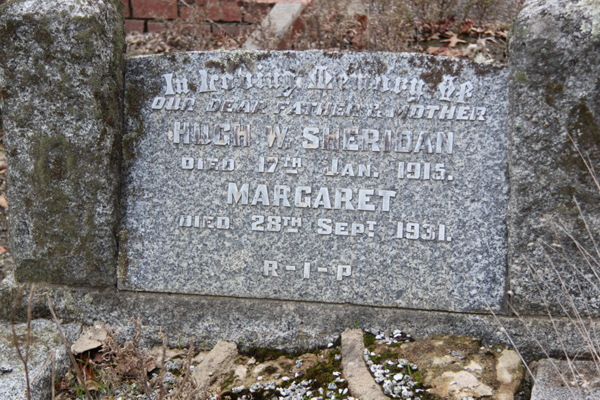 In Loving Memory of
OUR DEAR FATHER & MOTHER
HUGH W. SHERIDAN
DIED 17TH JAN. 1915.
MARGARET
DIED 28TH SEPT 1931.
R-I-P